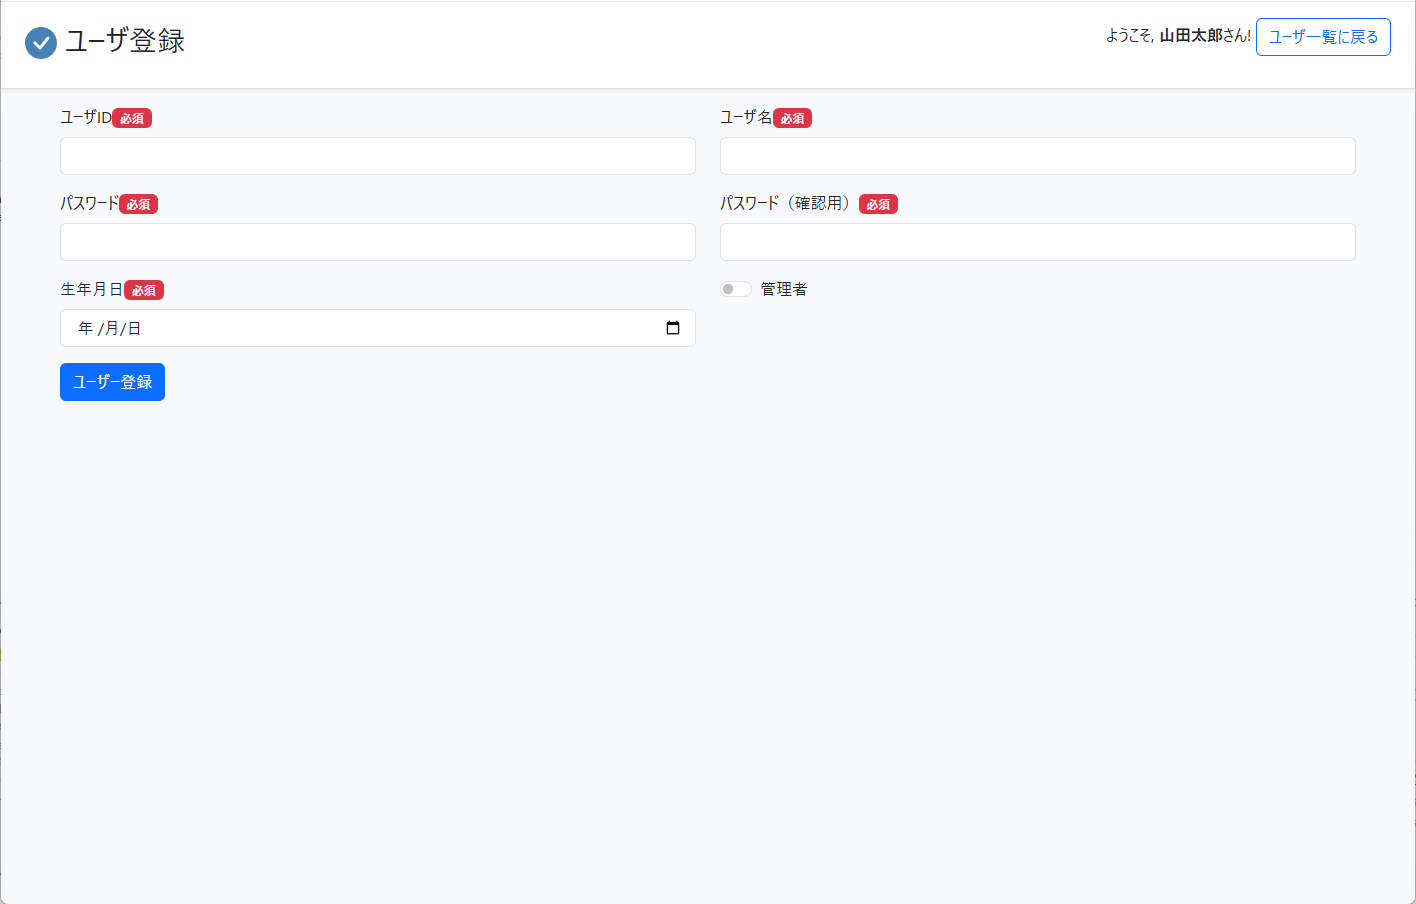 ユーザ登録
ようこそ, 山田太郎さん! ユーザ一覧に戻る
ユーザID必須
ユーザ名必須
パスワード必須
パスワード（確認用）必須
生年月日必須
管理者
年 /月/日
ユーザー登録